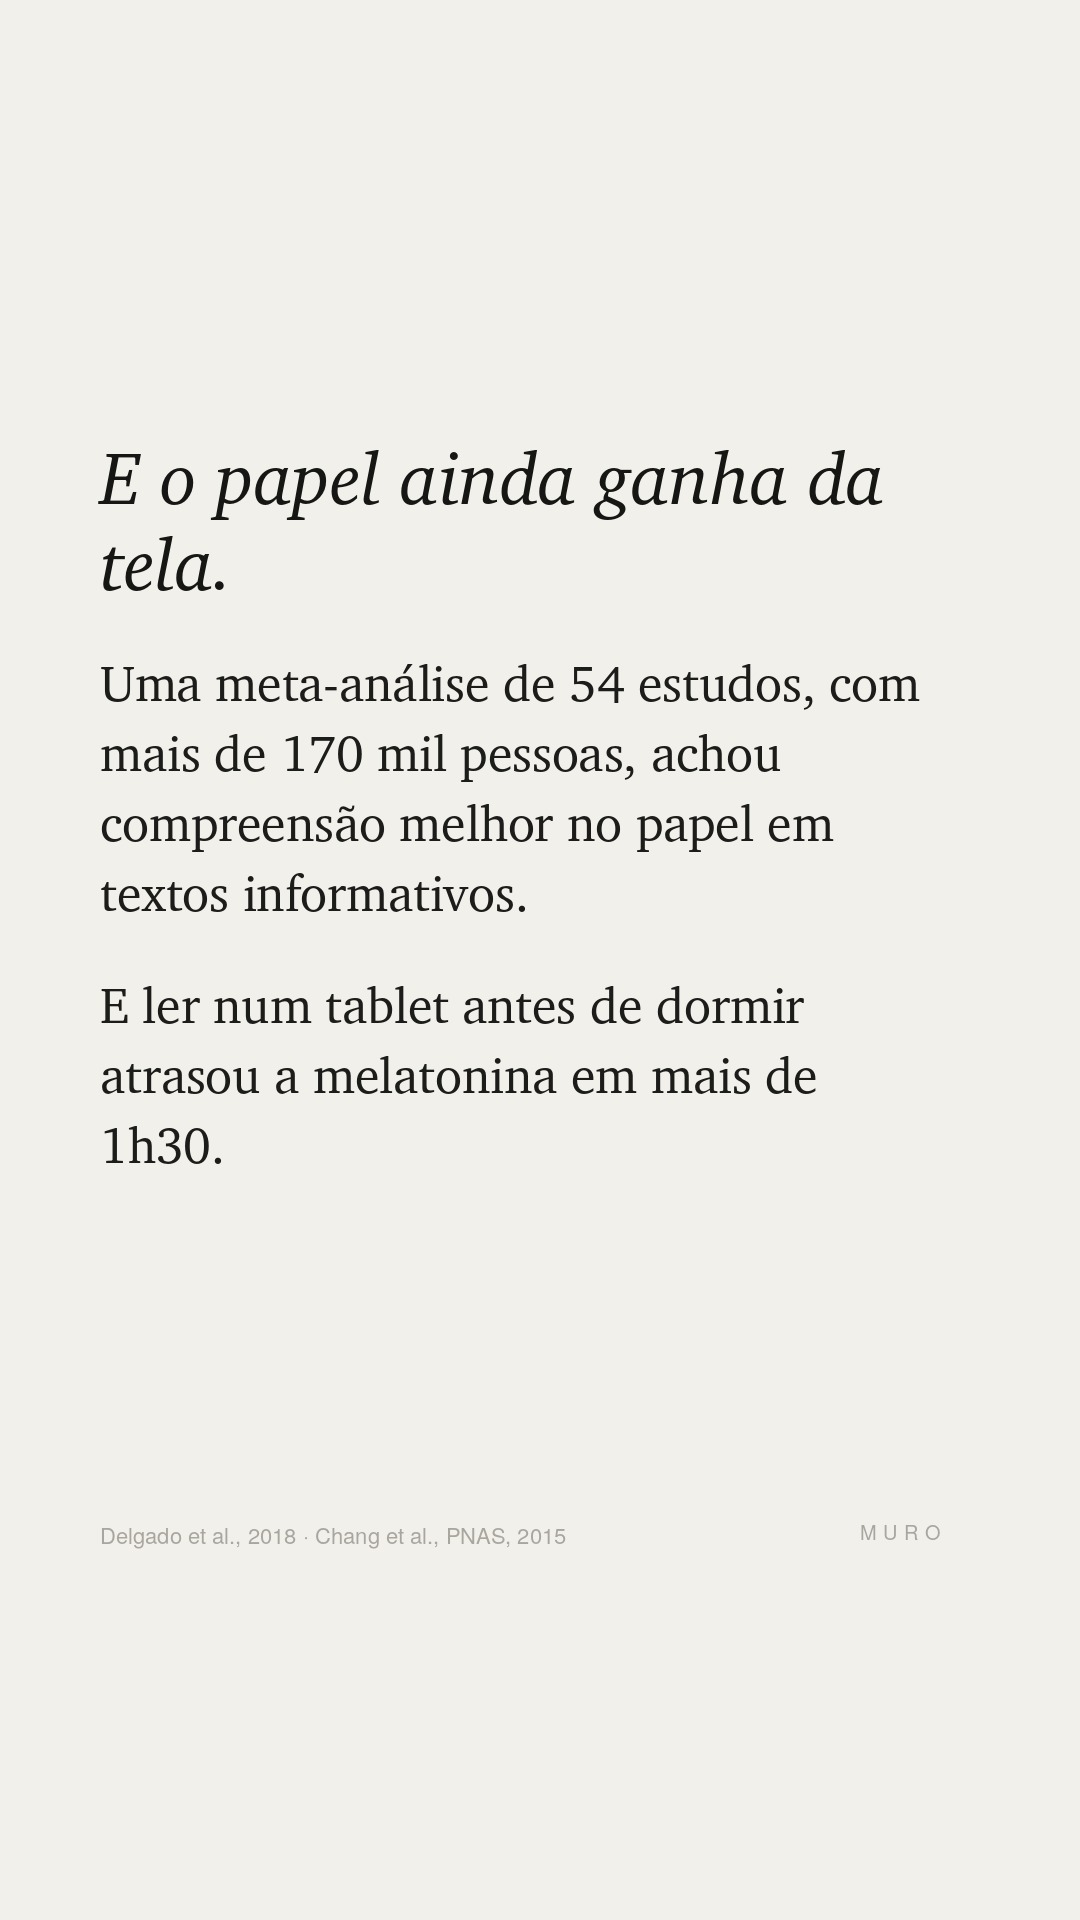 E o papel ainda ganha da
tela.
Uma meta-análise de 54 estudos, com
mais de 170 mil pessoas, achou
compreensão melhor no papel em
textos informativos.
E ler num tablet antes de dormir
atrasou a melatonina em mais de
1h30.
Delgado et al., 2018 · Chang et al., PNAS, 2015
MURO